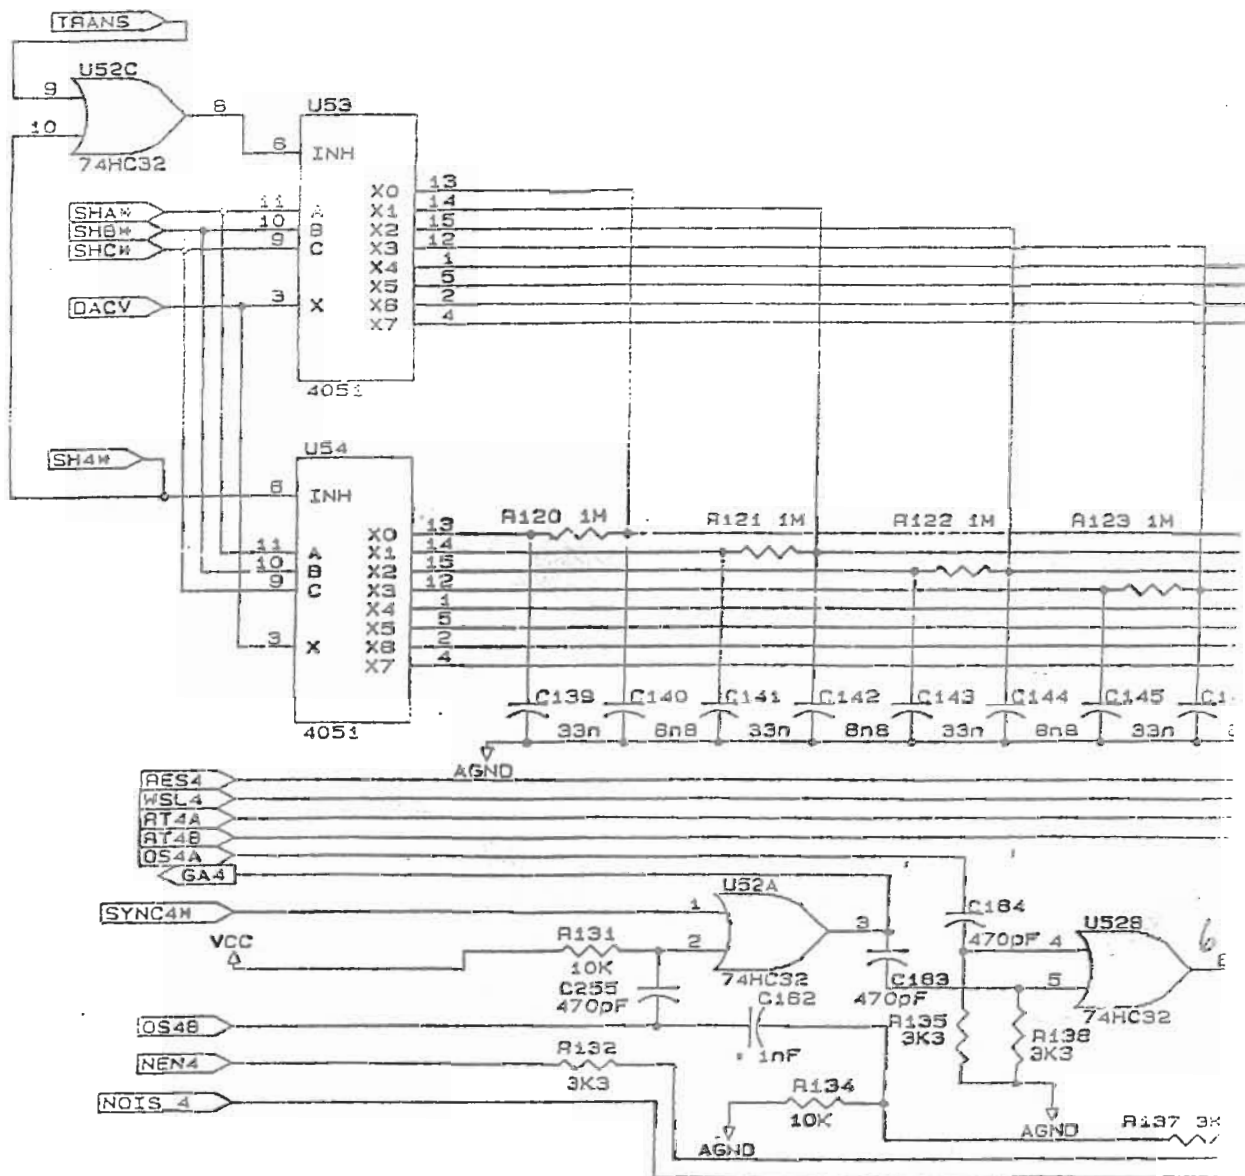 TRANS
U52C
9
10
8
74HC32
U53
6 INH
SHA* 11 A
SHB* 10 B
SHC* 9 C
DACV 3 X
X0 13
X1 14
X2 15
X3 12
X4 1
X5 5
X6 2
X7 4
4051
U54
SH4*
6 INH
11 A
10 B
9 C
3 X
X0 13
X1 14
X2 15
X3 12
X4 1
X5 5
X6 2
X7 4
4051
R120 1M
R121 1M
R122 1M
R123 1M
C139 C140 C141 C142 C143 C144 C145
33n 8n8 33n 8n8 33n 8n8 33n
AGND
RES4
WSL4
RT4A
RT4B
OS4A
GA4
SYNC4*
U52A
1
2
3
74HC32
VCC
R131
10K
C255
470pF
C183
470pF
C184
470pF
U52B
4
5
6
74HC32
OS4B
C182
1nF
R135
3K3
R138
3K3
NEN4
R132
3K3
NOIS 4
R134
10K
AGND
AGND
R137